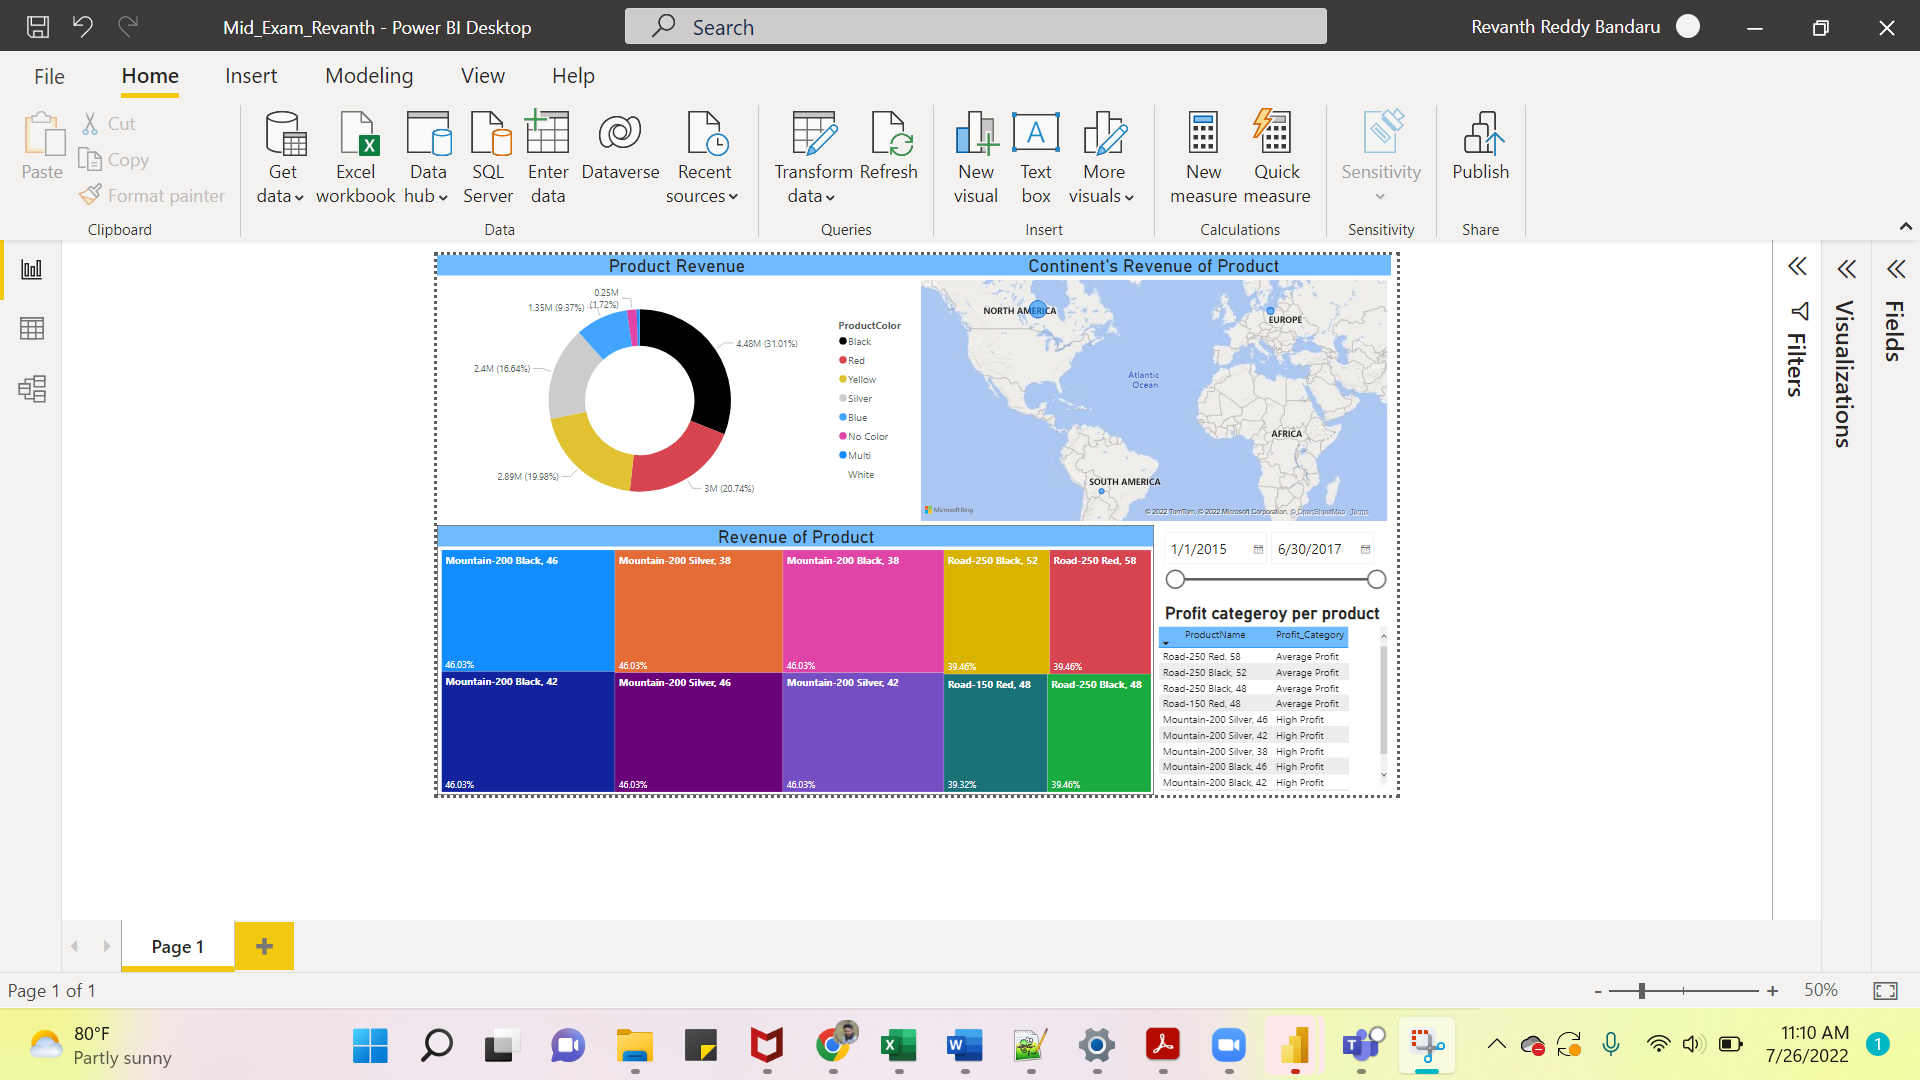 Mid_Exam_Revanth - Power BI Desktop
Search
Revanth Reddy Bandaru
File Home Insert Modeling View Help
Paste
Cut
Copy
Format painter
Clipboard
Get data
Excel workbook
Data hub
SQL Server
Enter data
Dataverse
Recent sources
Data
Transform data
Refresh
Queries
New visual
Text box
More visuals
Insert
New measure
Quick measure
Calculations
Sensitivity
Sensitivity
Publish
Share
Product Revenue
0.25M
(1.72%)
1.35M (9.37%)
4.48M (31.01%)
2.4M (16.64%)
2.89M (19.98%)
3M (20.74%)
ProductColor
Black
Red
Yellow
Silver
Blue
No Color
Multi
White
Continent's Revenue of Product
NORTH AMERICA
EUROPE
Atlantic
Ocean
AFRICA
SOUTH AMERICA
Microsoft Bing
© 2022 TomTom, © 2022 Microsoft Corporation, © OpenStreetMap Terms
Revenue of Product
Mountain-200 Black, 46
46.03%
Mountain-200 Silver, 38
46.03%
Mountain-200 Black, 38
46.03%
Road-250 Black, 52
39.46%
Road-250 Red, 58
39.46%
Mountain-200 Black, 42
46.03%
Mountain-200 Silver, 46
46.03%
Mountain-200 Silver, 42
46.03%
Road-150 Red, 48
39.32%
Road-250 Black, 48
39.46%
1/1/2015 6/30/2017
Profit categeroy per product
ProductName Profit_Category
Road-250 Red, 58 Average Profit
Road-250 Black, 52 Average Profit
Road-250 Black, 48 Average Profit
Road-150 Red, 48 Average Profit
Mountain-200 Silver, 46 High Profit
Mountain-200 Silver, 42 High Profit
Mountain-200 Silver, 38 High Profit
Mountain-200 Black, 46 High Profit
Mountain-200 Black, 42 High Profit
Filters
Visualizations
Fields
Page 1
Page 1 of 1
- + 50%
80°F
Partly sunny
11:10 AM
7/26/2022
1